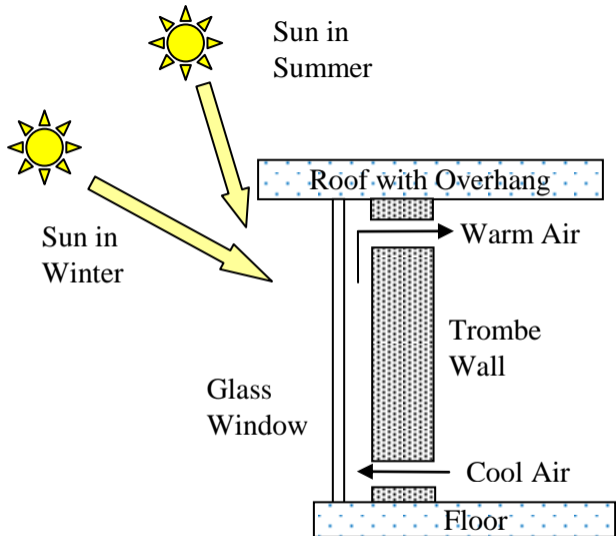 Sun in
Summer
Roof with Overhang
Sun in
Winter
Warm Air
Trombe
Wall
Glass
Window
Cool Air
Floor